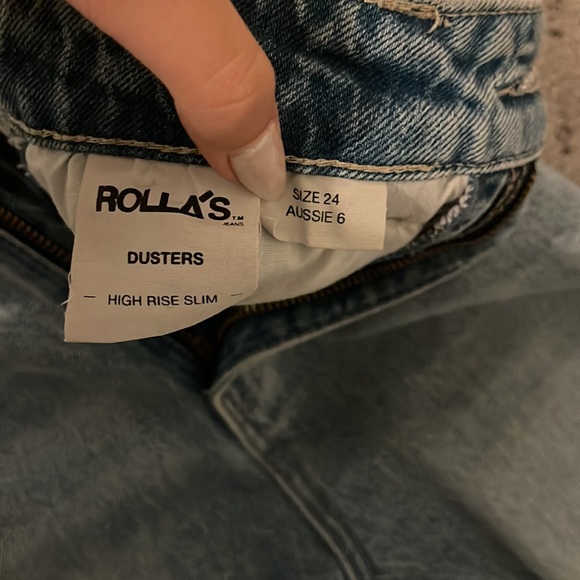 ROLLA'S TM
JEANS
DUSTERS
- HIGH RISE SLIM -
SIZE 24
AUSSIE 6